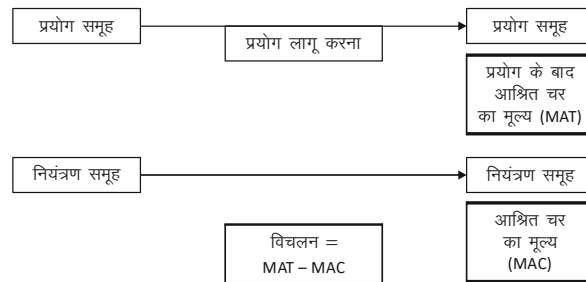 प्रयोग समूह
प्रयोग लागू करना
प्रयोग समूह
प्रयोग के बाद
आश्रित चर
का मूल्य (MAT)
नियंत्रण समूह
नियंत्रण समूह
विचलन =
MAT – MAC
आश्रित चर
का मूल्य
(MAC)